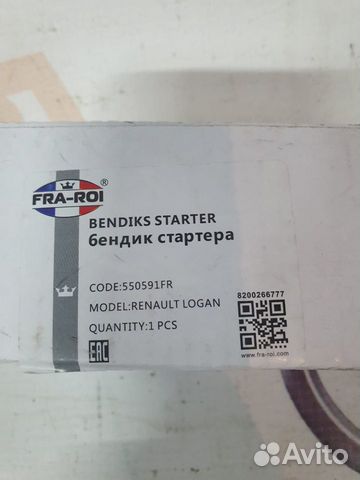 FRA-ROI
®
BENDIKS STARTER
бендик стартера
CODE:550591FR
MODEL:RENAULT LOGAN
QUANTITY:1 PCS
EAC
8200266777
www.fra-roi.com
Avito